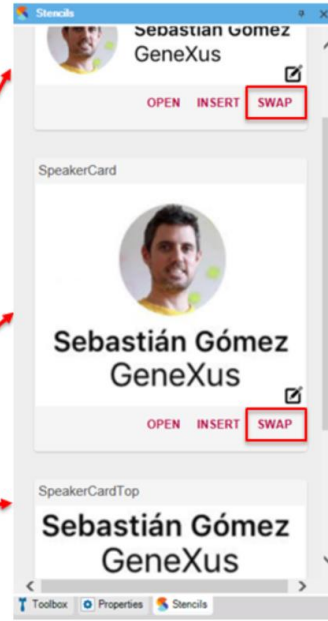 Stencils
Sebastián Gómez
GeneXus
OPEN INSERT SWAP
SpeakerCard
Sebastián Gómez
GeneXus
OPEN INSERT SWAP
SpeakerCardTop
Sebastián Gómez
GeneXus
Toolbox Properties Stencils